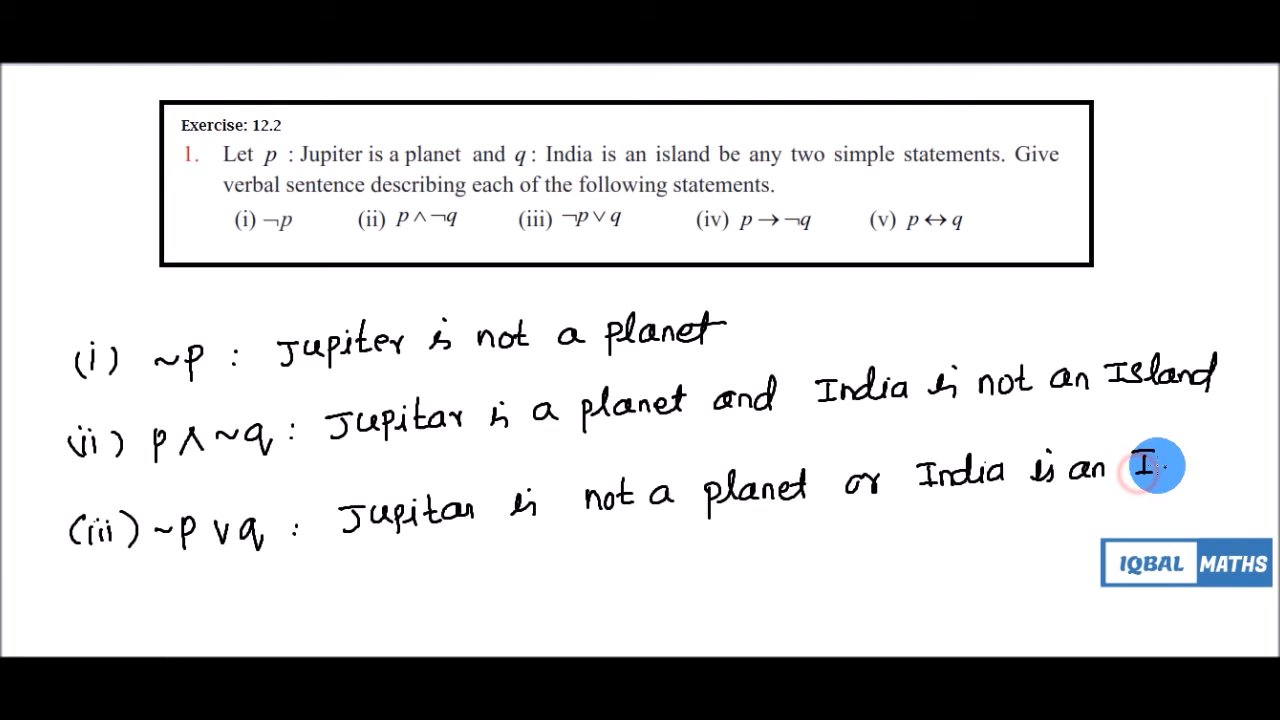 Exercise: 12.2
1. Let p : Jupiter is a planet and q : India is an island be any two simple statements. Give
verbal sentence describing each of the following statements.
(i) ¬p (ii) p ∧ ¬q (iii) ¬p ∨ q (iv) p → ¬q (v) p ↔ q
(i) ~p : Jupiter is not a planet
(ii) p ∧ ~q : Jupitar is a planet and India is not an Island
(iii) ~p ∨ q : Jupitar is not a planet or India is an I
IQBAL MATHS